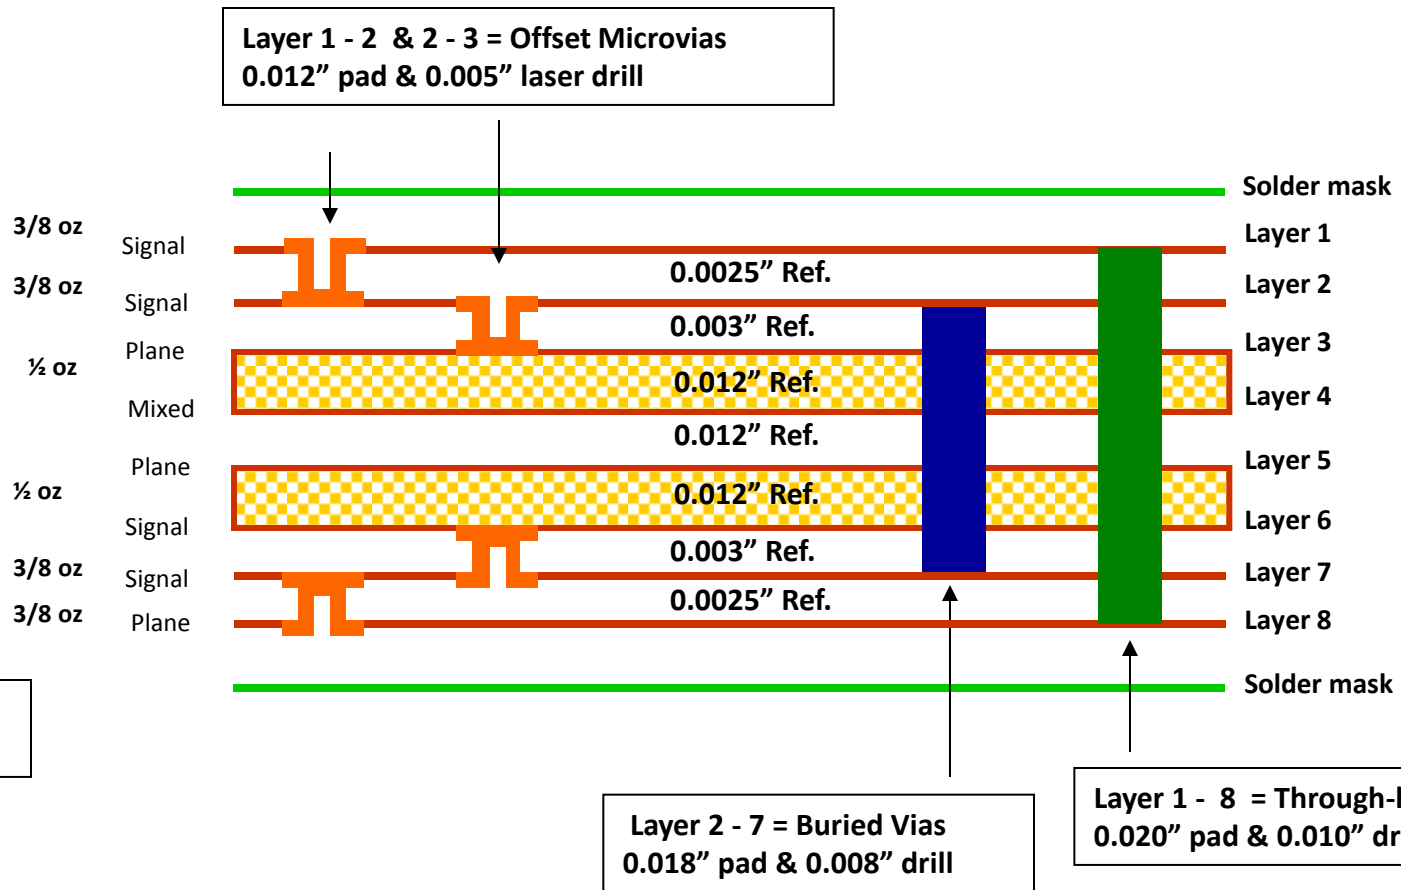 Layer 1 - 2 & 2 - 3 = Offset Microvias
0.012” pad & 0.005” laser drill
Solder mask
3/8 oz
Signal
Layer 1
0.0025” Ref.
3/8 oz
Signal
Layer 2
0.003” Ref.
Plane
Layer 3
½ oz
0.012” Ref.
Mixed
Layer 4
0.012” Ref.
Plane
Layer 5
½ oz
0.012” Ref.
Signal
Layer 6
0.003” Ref.
3/8 oz
Signal
Layer 7
0.0025” Ref.
3/8 oz
Plane
Layer 8
Solder mask
Layer 2 - 7 = Buried Vias
0.018” pad & 0.008” drill
Layer 1 - 8 =
0.020” pad & 0.010”